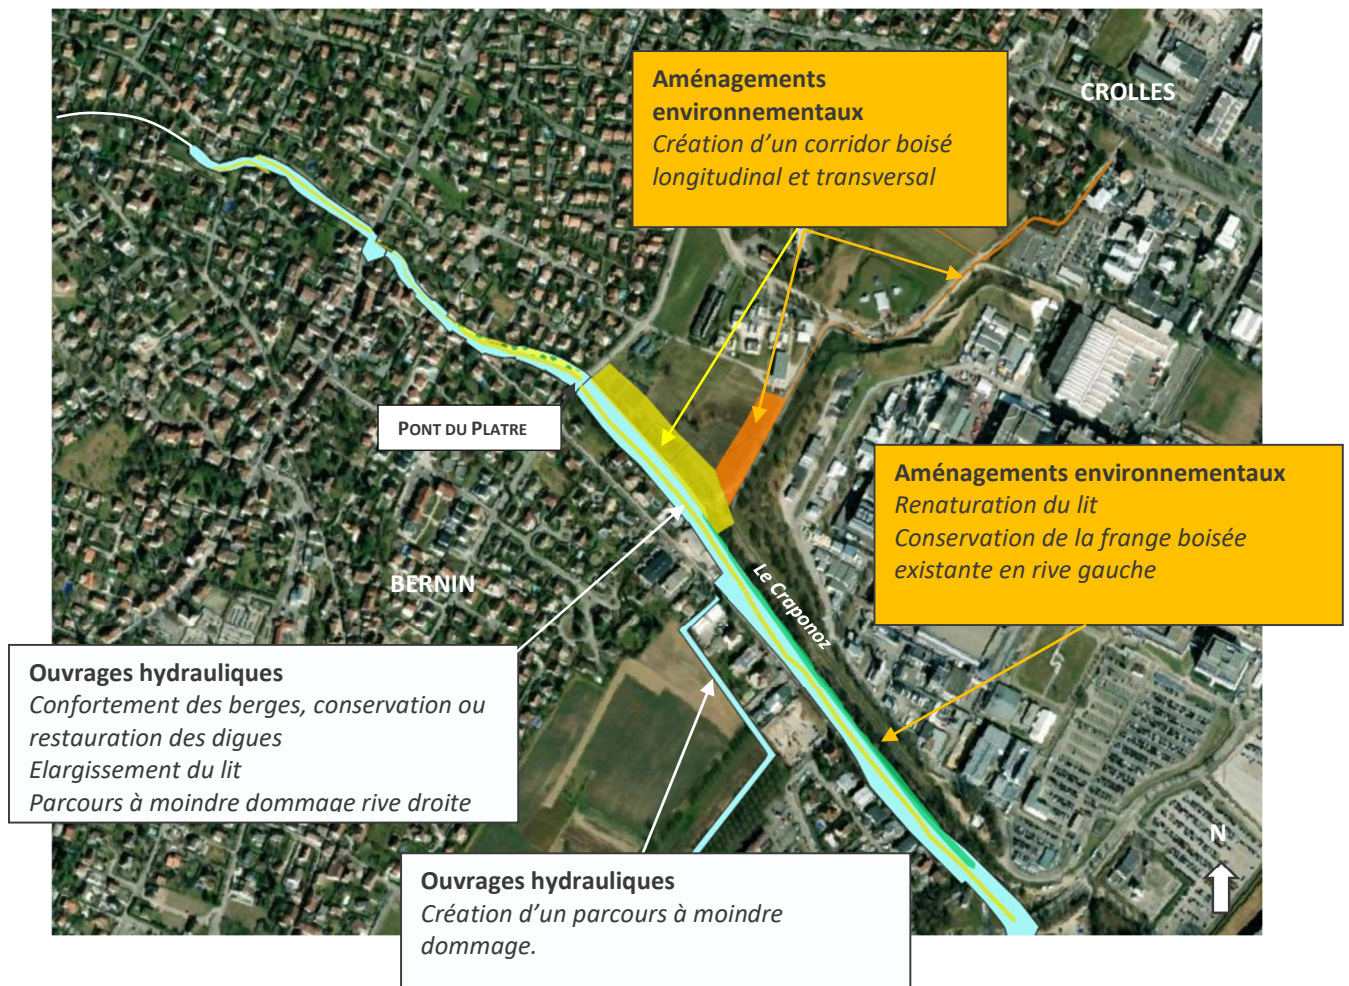 Aménagements
environnementaux
Création d’un corridor boisé
longitudinal et transversal
CROLLES
PONT DU PLATRE
Aménagements environnementaux
Renaturation du lit
Conservation de la frange boisée
existante en rive gauche
Le Craponoz
BERNIN
Ouvrages hydrauliques
Confortement des berges, conservation ou
restauration des digues
Elargissement du lit
Parcours à moindre dommage rive droite
N
Ouvrages hydrauliques
Création d’un parcours à moindre
dommage.